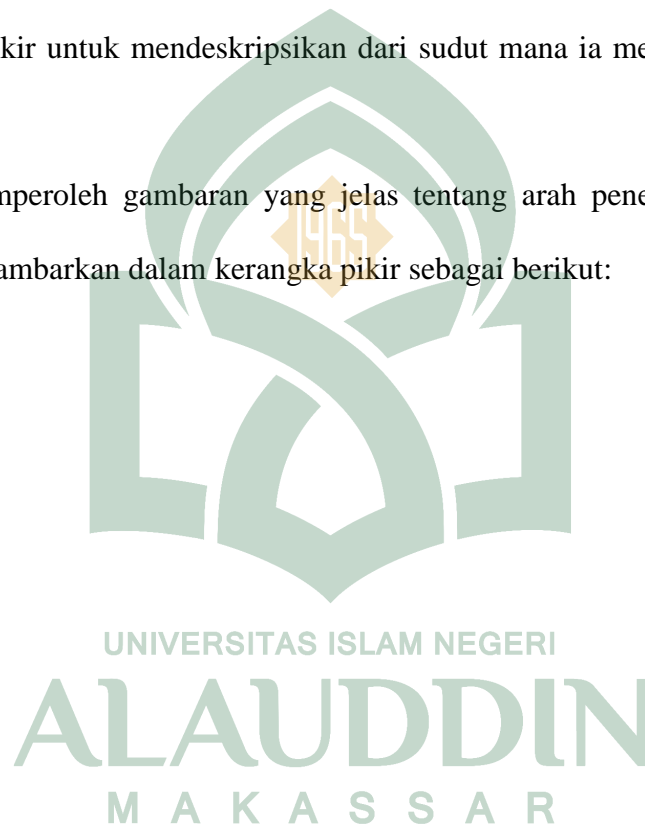 kir untuk mendeskripsikan dari sudut mana ia me
mperoleh gambaran yang jelas tentang arah pene
ambarkan dalam kerangka pikir sebagai berikut:
1965
UNIVERSITAS ISLAM NEGERI
ALAUDDIN
MAKASSAR